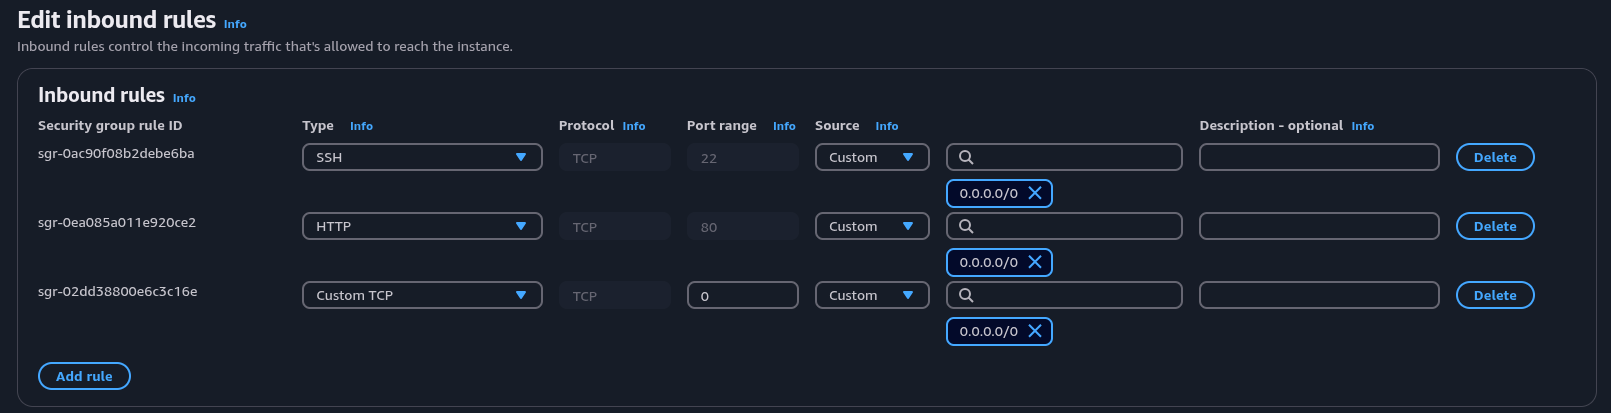 Edit inbound rules Info
Inbound rules control the incoming traffic that's allowed to reach the instance.
Inbound rules Info
Security group rule ID Type Info Protocol Info Port range Info Source Info Description - optional Info
sgr-0ac90f08b2debe6ba SSH TCP 22 Custom Delete
0.0.0.0/0
sgr-0ea085a011e920ce2 HTTP TCP 80 Custom Delete
0.0.0.0/0
sgr-02dd38800e6c3c16e Custom TCP TCP 0 Custom Delete
0.0.0.0/0
Add rule